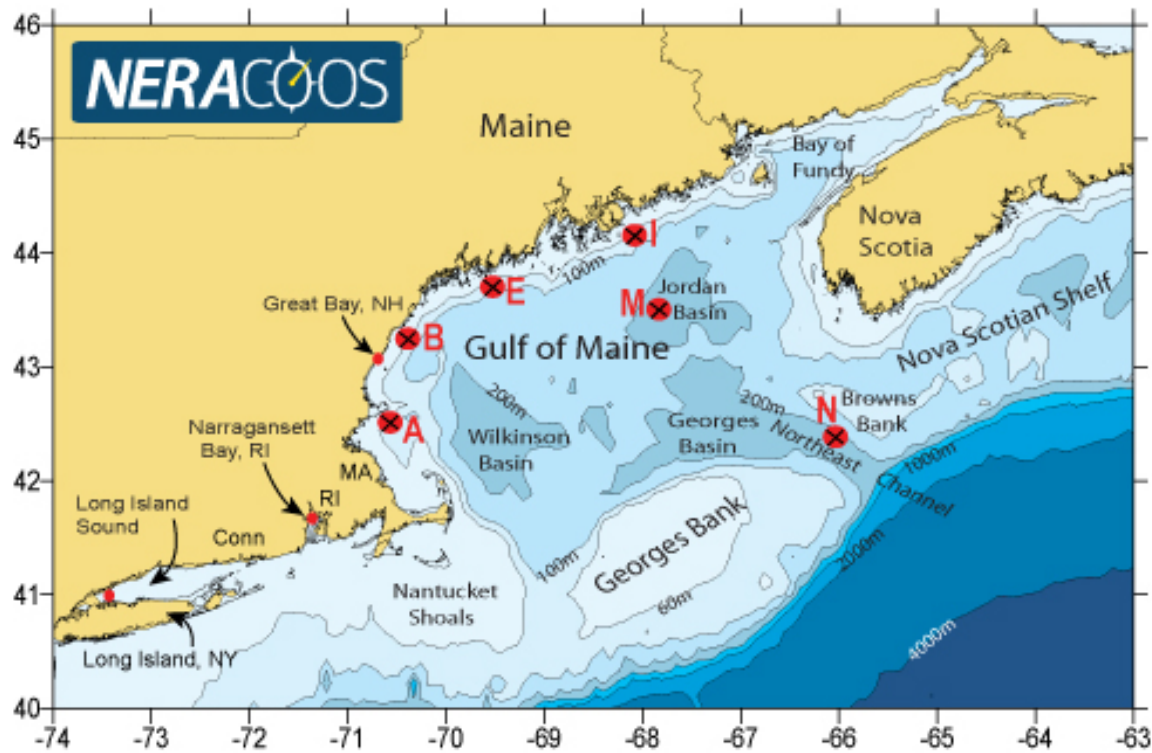 46
NERACOOS
Maine
45
Bay of
Fundy
Nova
Scotia
I
44
100m
E
Jordan
M
Basin
Great Bay, NH
Nova Scotian Shelf
B
Gulf of Maine
43
200m
200m
Browns
N
Bank
A
Georges
Basin
Narragansett
Bay, RI
Wilkinson
Basin
Northeast
Channel
1000m
MA
42
RI
Long Island
Sound
Conn
Georges Bank
2000m
100m
41
Nantucket
Shoals
60m
4000m
Long Island, NY
40
-74
-73
-72
-71
-70
-69
-68
-67
-66
-65
-64
-63